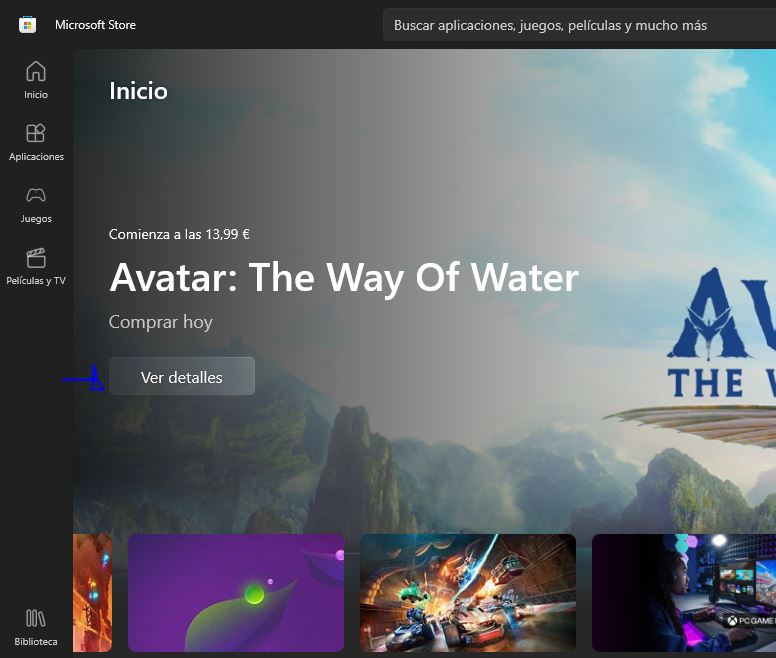 Microsoft Store
Buscar aplicaciones, juegos, películas y mucho más
Inicio
Aplicaciones
Juegos
Películas y TV
Biblioteca
Inicio
Comienza a las 13,99 €
Avatar: The Way Of Water
Comprar hoy
Ver detalles
THE
PC GAME